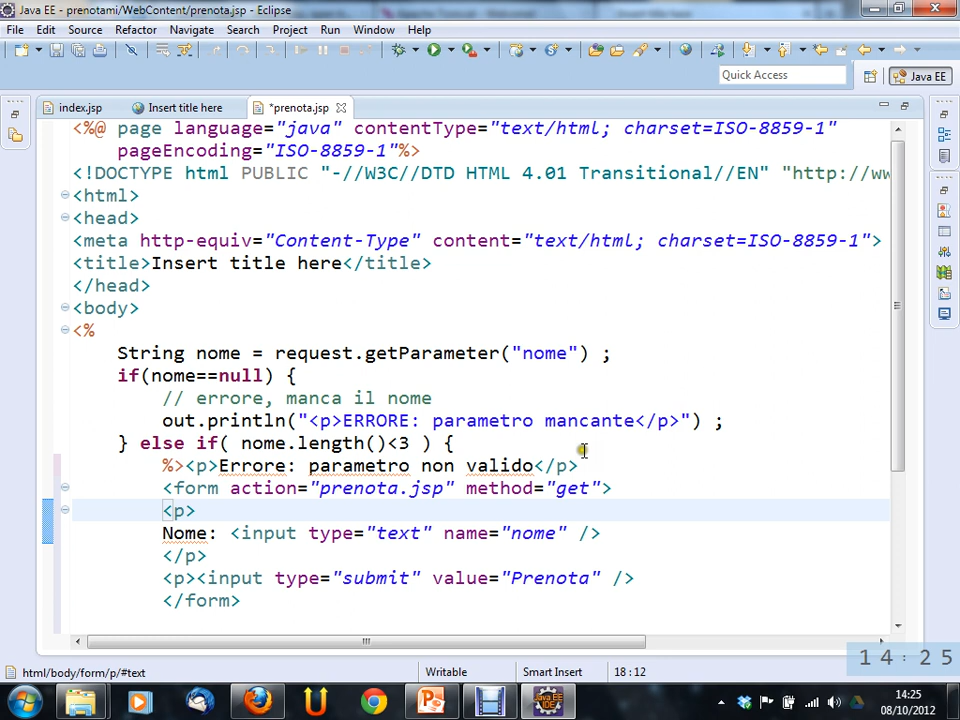 Java EE - prenotami/WebContent/prenota.jsp - Eclipse
File Edit Source Refactor Navigate Search Project Run Window Help
Quick Access
Java EE
index.jsp
Insert title here
*prenota.jsp
<%@ page language="java" contentType="text/html; charset=ISO-8859-1"
pageEncoding="ISO-8859-1"%>
<!DOCTYPE html PUBLIC "-//W3C//DTD HTML 4.01 Transitional//EN" "http://ww
<html>
<head>
<meta http-equiv="Content-Type" content="text/html; charset=ISO-8859-1">
<title>Insert title here</title>
</head>
<body>
<%
String nome = request.getParameter("nome") ;
if(nome==null) {
// errore, manca il nome
out.println("<p>ERRORE: parametro mancante</p>") ;
} else if( nome.length()<3 ) {
%><p>Errore: parametro non valido</p>
<form action="prenota.jsp" method="get">
<p>
Nome: <input type="text" name="nome" />
</p>
<p><input type="submit" value="Prenota" />
</form>
14:25
html/body/form/p/#text
Writable
Smart Insert
18:12
14:25
08/10/2012